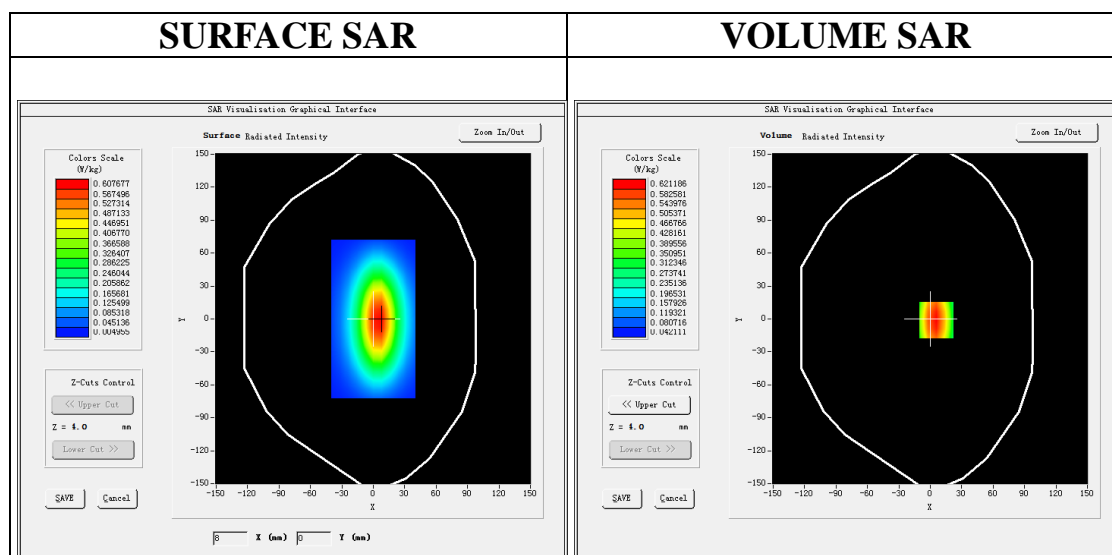 SURFACE SAR
VOLUME SAR
SAR Visualisation Graphical Interface
Surface Radiated Intensity
Zoom In/Out
Colors Scale
(W/kg)
0.607677
0.567496
0.527314
0.487133
0.446951
0.406770
0.366588
0.326407
0.286225
0.246044
0.205862
0.165681
0.125499
0.085318
0.045136
0.004955
Z-Cuts Control
<< Upper Cut
Z = 4.0 mm
Lower Cut >>
SAVE Cancel
150
120
90
60
30
0
-30
-60
-90
-120
-150
Y
-150 -120 -90 -60 -30 0 30 60 90 120 150
X
8 X (mm) 0 Y (mm)
SAR Visualisation Graphical Interface
Volume Radiated Intensity
Zoom In/Out
Colors Scale
(W/kg)
0.621186
0.582581
0.543976
0.505371
0.466766
0.428161
0.389556
0.350951
0.312346
0.273741
0.235136
0.196531
0.157926
0.119321
0.080716
0.042111
Z-Cuts Control
<< Upper Cut
Z = 4.0 mm
Lower Cut >>
SAVE Cancel
150
120
90
60
30
0
-30
-60
-90
-120
-150
Y
-150 -120 -90 -60 -30 0 30 60 90 120 150
X